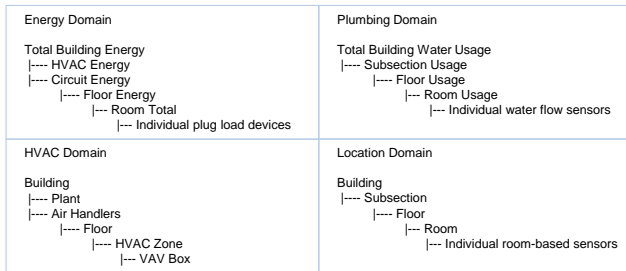 Energy Domain
Total Building Energy
|---- HVAC Energy
|---- Circuit Energy
|---- Floor Energy
|--- Room Total
|--- Individual plug load devices
Plumbing Domain
Total Building Water Usage
|---- Subsection Usage
|---- Floor Usage
|--- Room Usage
|--- Individual water flow sensors
HVAC Domain
Building
|---- Plant
|---- Air Handlers
|---- Floor
|---- HVAC Zone
|--- VAV Box
Location Domain
Building
|---- Subsection
|---- Floor
|--- Room
|--- Individual room-based sensors